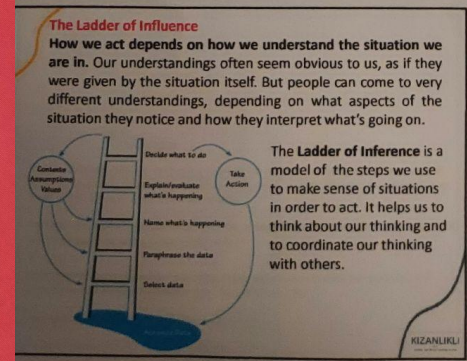 The Ladder of Influence
How we act depends on how we understand the situation we
are in. Our understandings often seem obvious to us, as if they
were given by the situation itself. But people can come to very
different understandings, depending on what aspects of the
situation they notice and how they interpret what's going on.
Contexts
Assumptions
Values
Decide what to do
Explain/evaluate
what's happening
Name what's happening
Paraphrase the data
Select data
Take
Action
The Ladder of Inference is a
model of the steps we use
to make sense of situations
in order to act. It helps us to
think about our thinking and
to coordinate our thinking
with others.
KIZANLIKLI